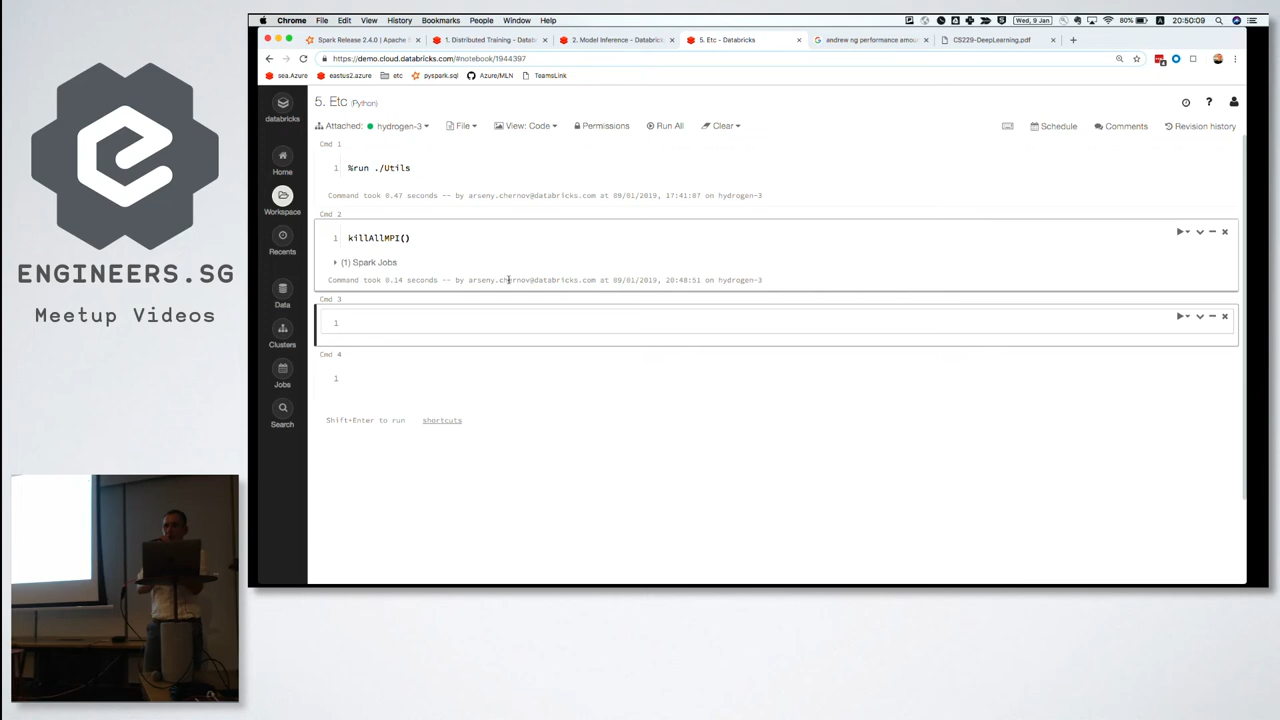 Chrome File Edit View History Bookmarks People Window Help
Wed, 9 Jan 80% A 20:50:09
Spark Release 2.4.0 | Apache
1. Distributed Training - Databr
2. Model Inference - Databrick
5. Etc - Databricks
andrew ng performance amou
CS229-DeepLearning.pdf
https://demo.cloud.databricks.com/#notebook/1944397
sea.Azure eastus2.azure etc pyspark.sql Azure/MLN TeamsLink
databricks
5. Etc (Python)
Attached: hydrogen-3 File View: Code Permissions Run All Clear Schedule Comments Revision history
Home
Workspace
Recents
Data
Clusters
Jobs
Search
Cmd 1
1 %run ./Utils
Command took 0.47 seconds -- by arseny.chernov@databricks.com at 09/01/2019, 17:41:07 on hydrogen-3
Cmd 2
1 killAllMPI()
(1) Spark Jobs
Command took 0.14 seconds -- by arseny.chernov@databricks.com at 09/01/2019, 20:48:51 on hydrogen-3
Cmd 3
1
Cmd 4
1
Shift+Enter to run shortcuts
ENGINEERS.SG
Meetup Videos